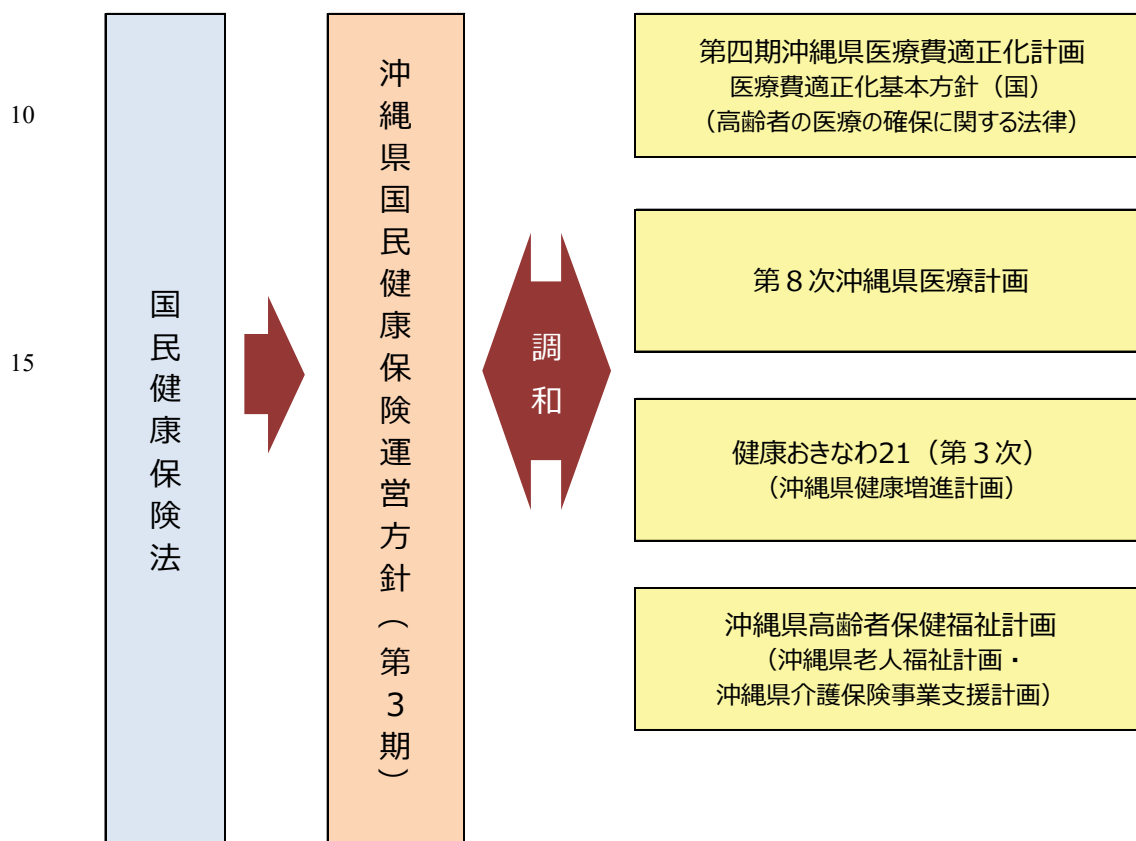 10
15
国民健康保険法
沖縄県国民健康保険運営方針(第3期)
調和
第四期沖縄県医療費適正化計画
医療費適正化基本方針(国)
(高齢者の医療の確保に関する法律)
第8次沖縄県医療計画
健康おきなわ21(第3次)
(沖縄県健康増進計画)
沖縄県高齢者保健福祉計画
(沖縄県老人福祉計画・
沖縄県介護保険事業支援計画)